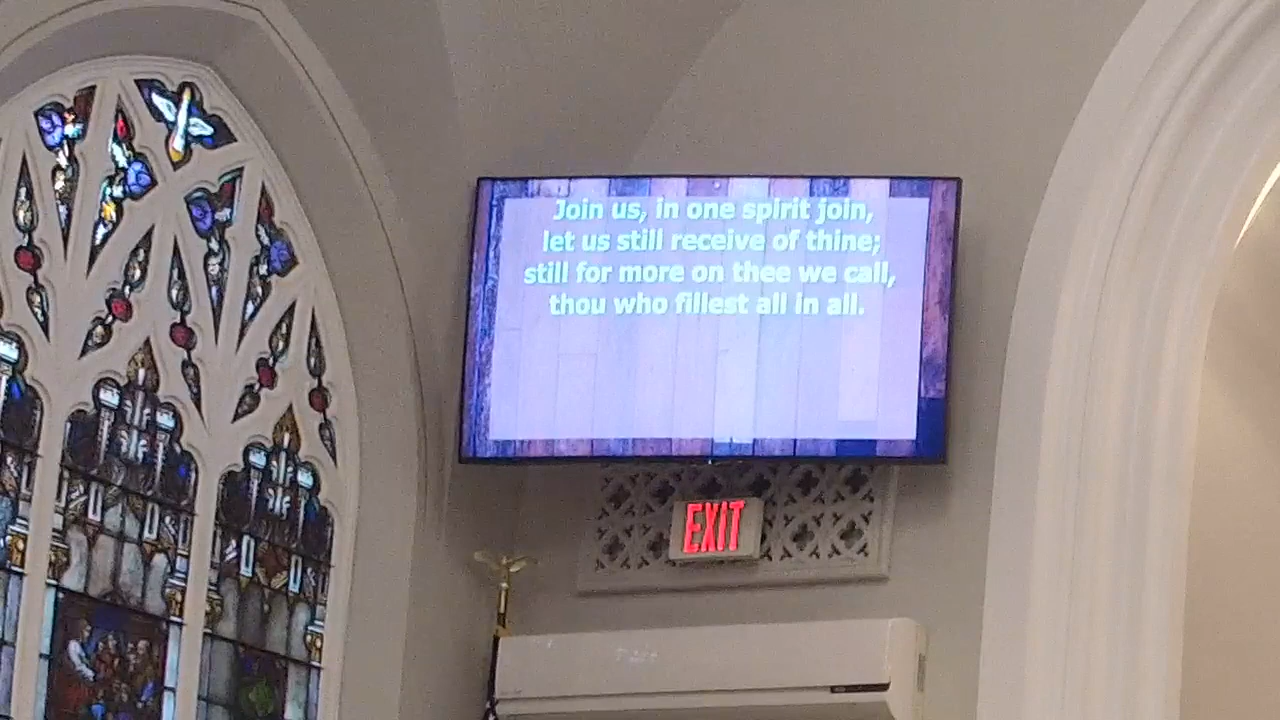 Join us, in one spirit join,
let us still receive of thine;
still for more on thee we call,
thou who fillest all in all.
EXIT